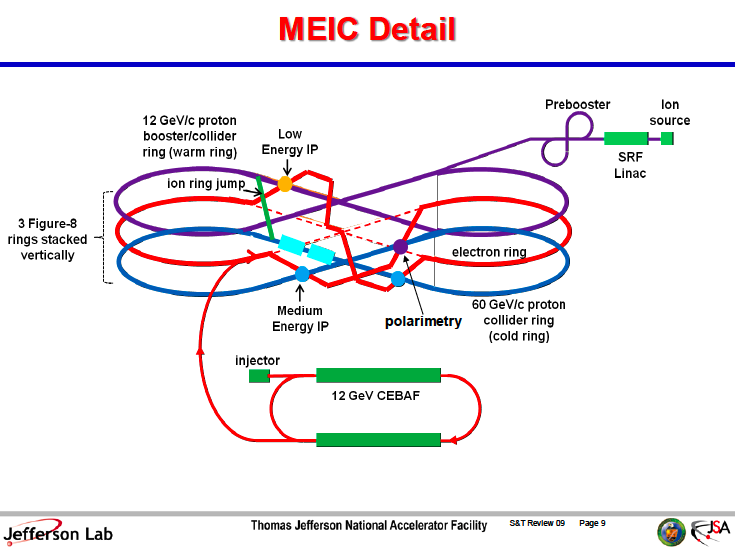 MEIC Detail
Prebooster
Ion
source
SRF
Linac
12 GeV/c proton
booster/collider
ring (warm ring)
Low
Energy IP
ion ring jump
3 Figure-8
rings stacked
vertically
electron ring
Medium
Energy IP
polarimetry
60 GeV/c proton
collider ring
(cold ring)
injector
12 GeV CEBAF
Jefferson Lab
Thomas Jefferson National Accelerator Facility
S&T Review 09
Page 9
JSA